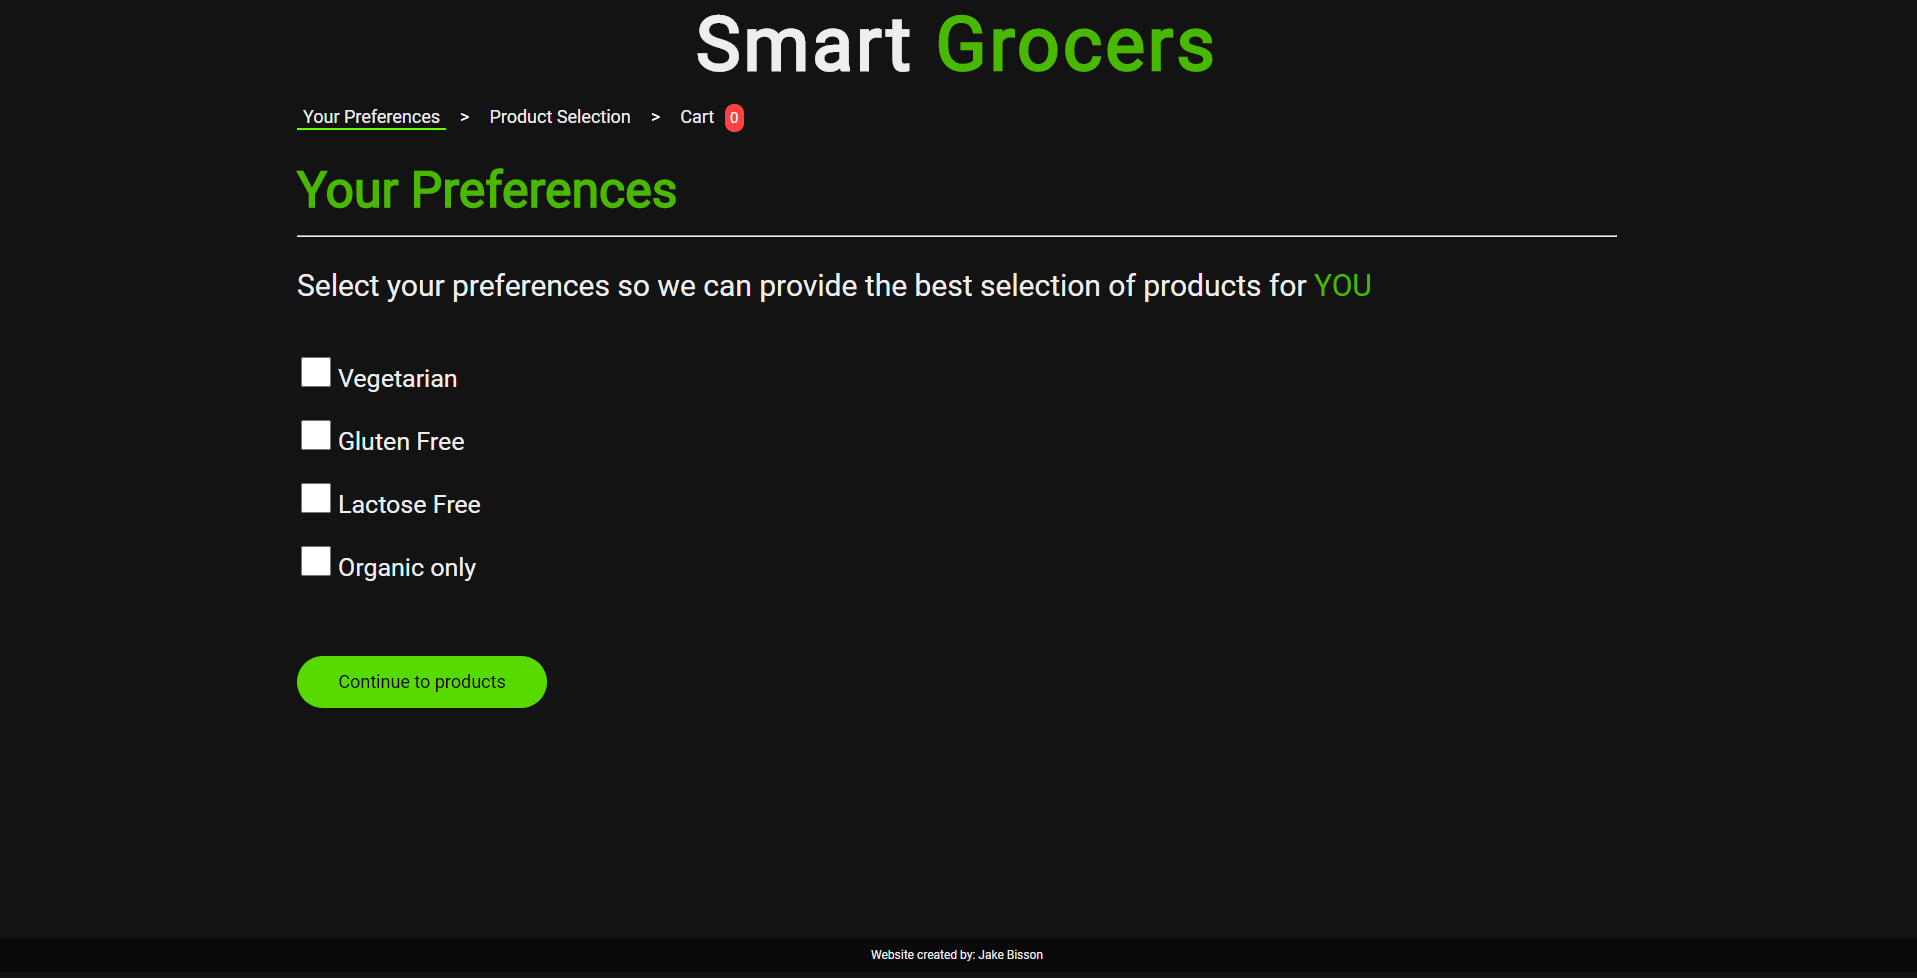 Smart Grocers
Your Preferences > Product Selection > Cart 0
Your Preferences
Select your preferences so we can provide the best selection of products for YOU
Vegetarian
Gluten Free
Lactose Free
Organic only
Continue to products
Website created by: Jake Bisson